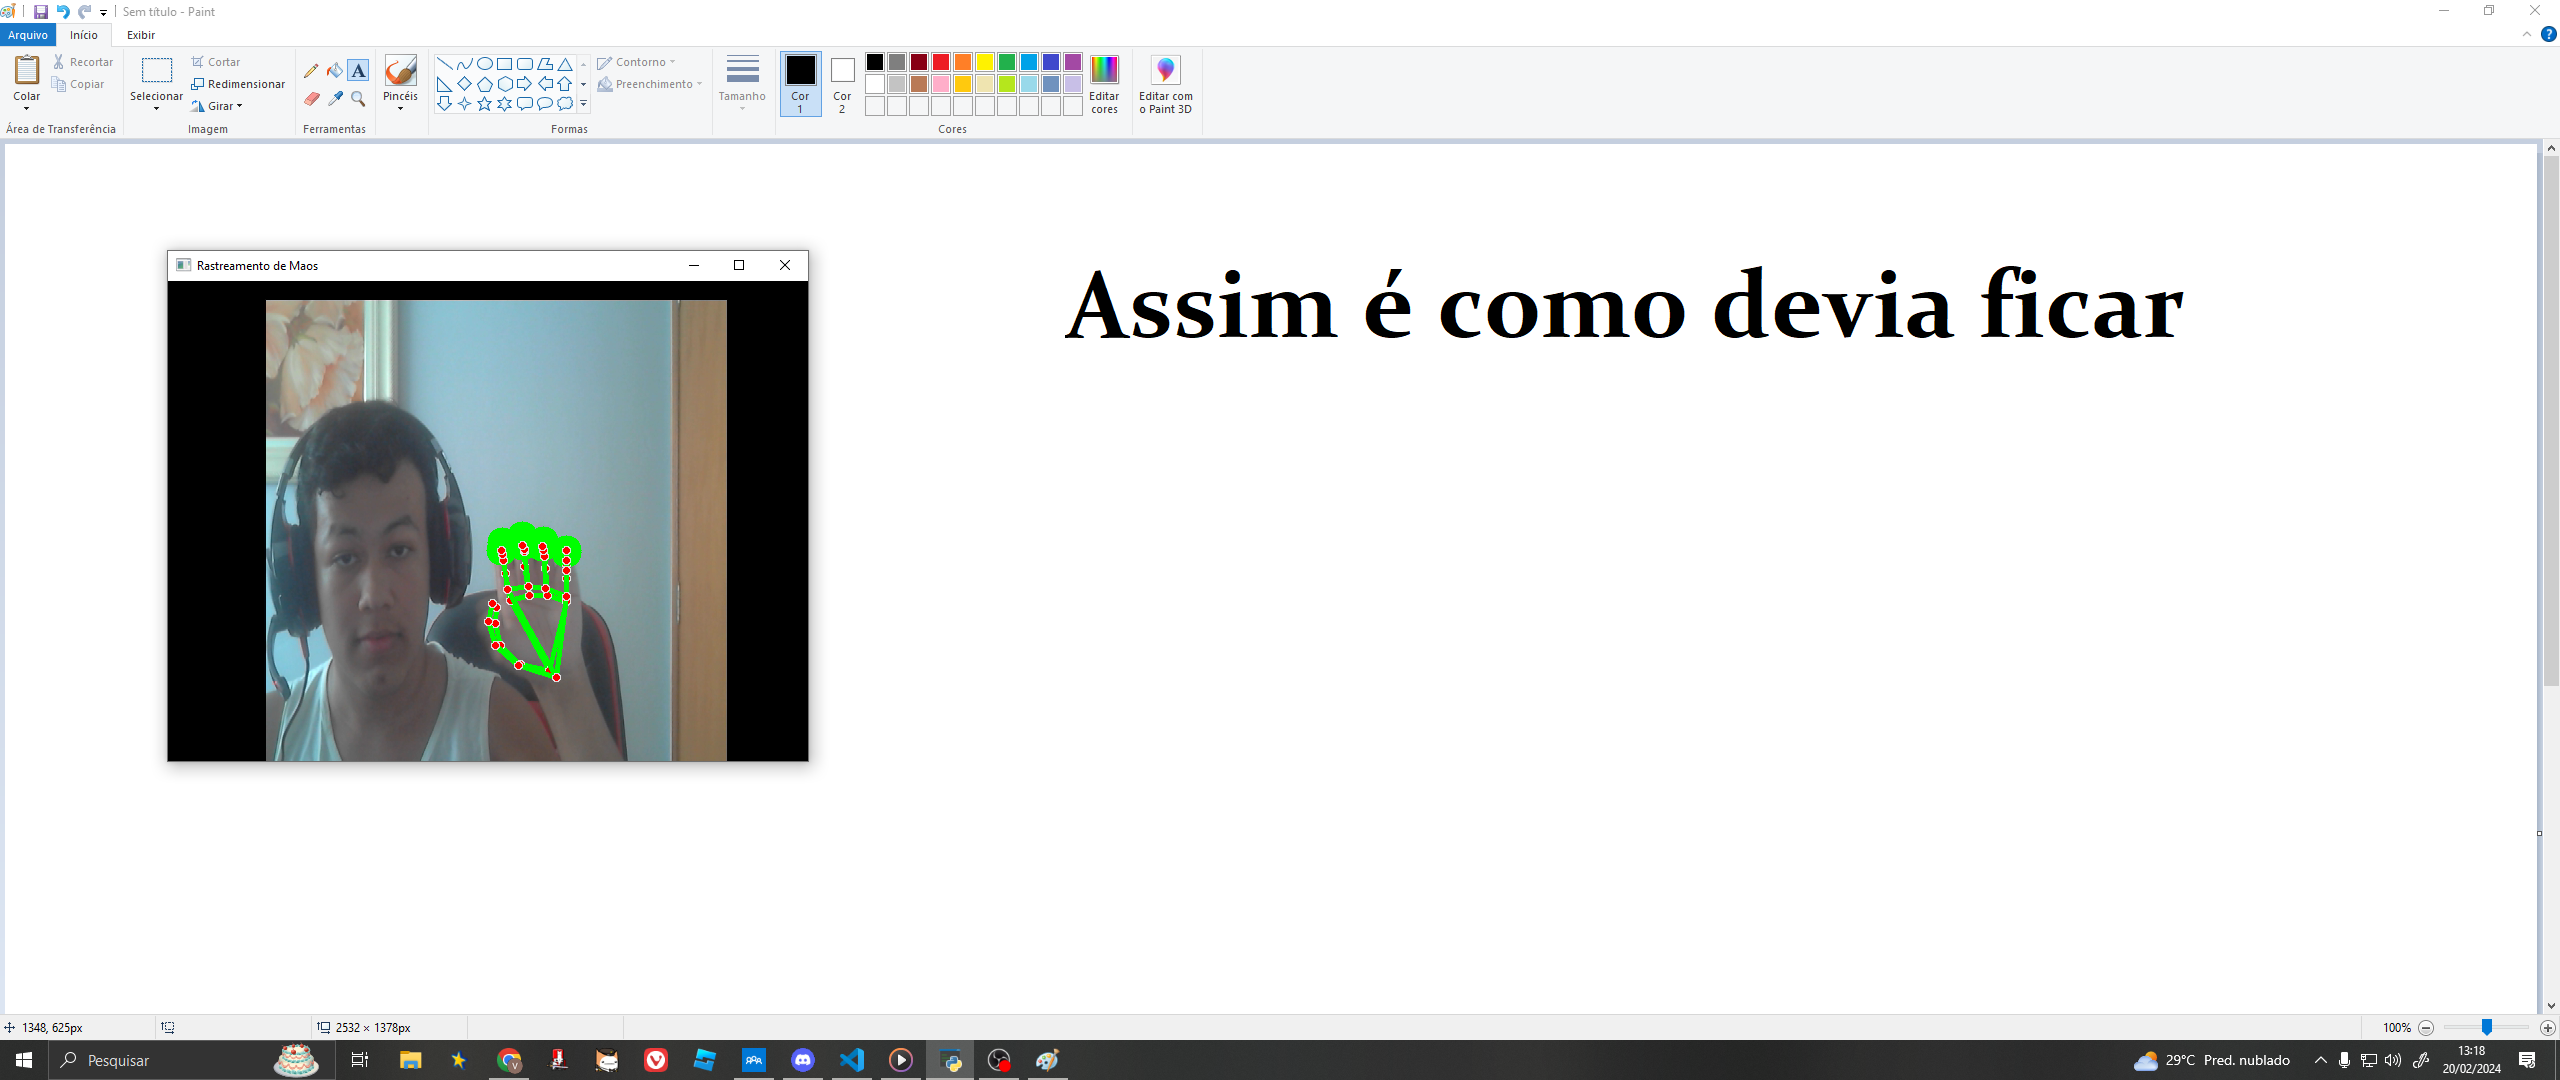 Sem título - Paint
Arquivo
Início
Exibir
Colar
Recortar
Copiar
Área de Transferência
Selecionar
Cortar
Redimensionar
Girar
Imagem
A
Ferramentas
Pincéis
Contorno
Preenchimento
Formas
Tamanho
Cor
1
Cor
2
Editar
cores
Cores
Editar com
o Paint 3D
Rastreamento de Maos
Assim é como devia ficar
1348, 625px
2532 × 1378px
100%
Pesquisar
29°C Pred. nublado
13:18
20/02/2024